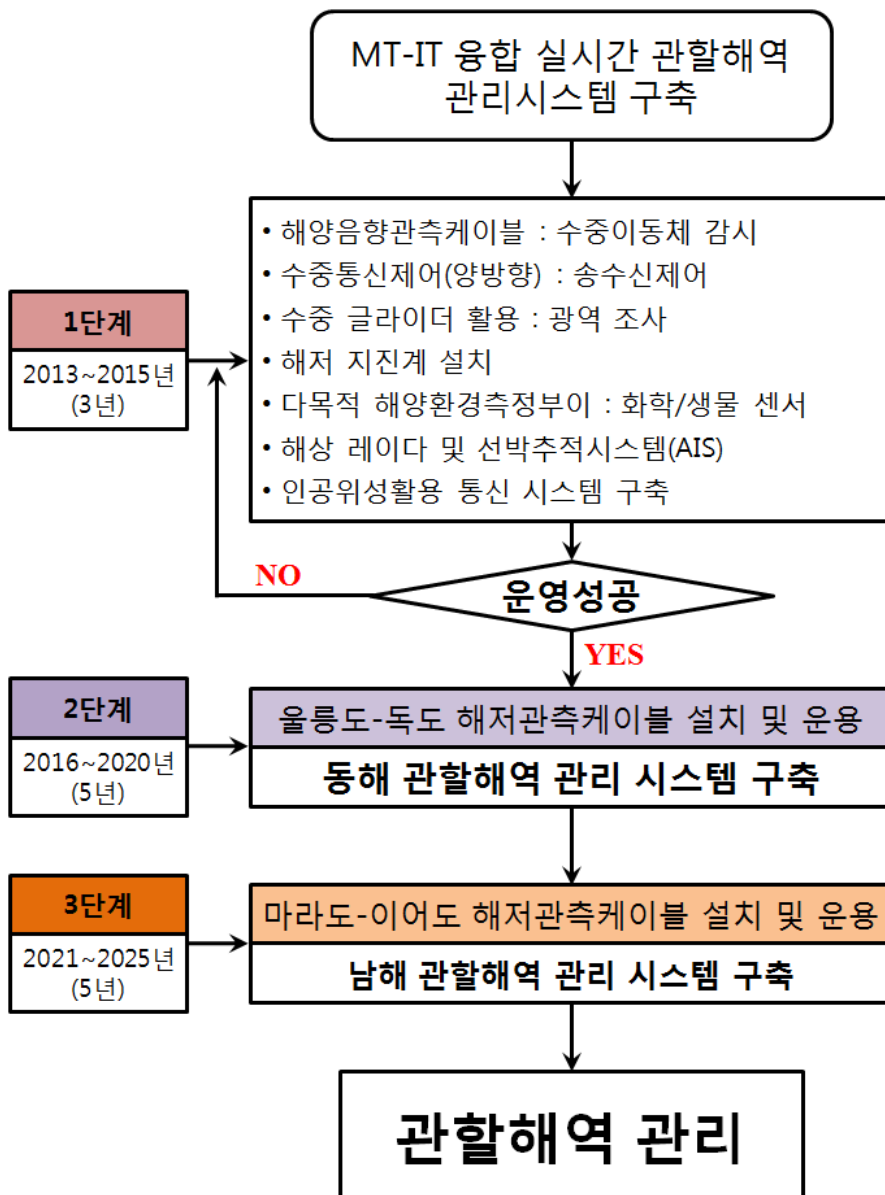 MT-IT 융합 실시간 관할해역
관리시스템 구축
1단계
2013~2015년
(3년)
• 해양음향관측케이블 : 수중이동체 감시
• 수중통신제어(양방향) : 송수신제어
• 수중 글라이더 활용 : 광역 조사
• 해저 지진계 설치
• 다목적 해양환경측정부이 : 화학/생물 센서
• 해상 레이다 및 선박추적시스템(AIS)
• 인공위성활용 통신 시스템 구축
NO
운영성공
YES
2단계
2016~2020년
(5년)
울릉도-독도 해저관측케이블 설치 및 운용
동해 관할해역 관리 시스템 구축
3단계
2021~2025년
(5년)
마라도-이어도 해저관측케이블 설치 및 운용
남해 관할해역 관리 시스템 구축
관할해역 관리